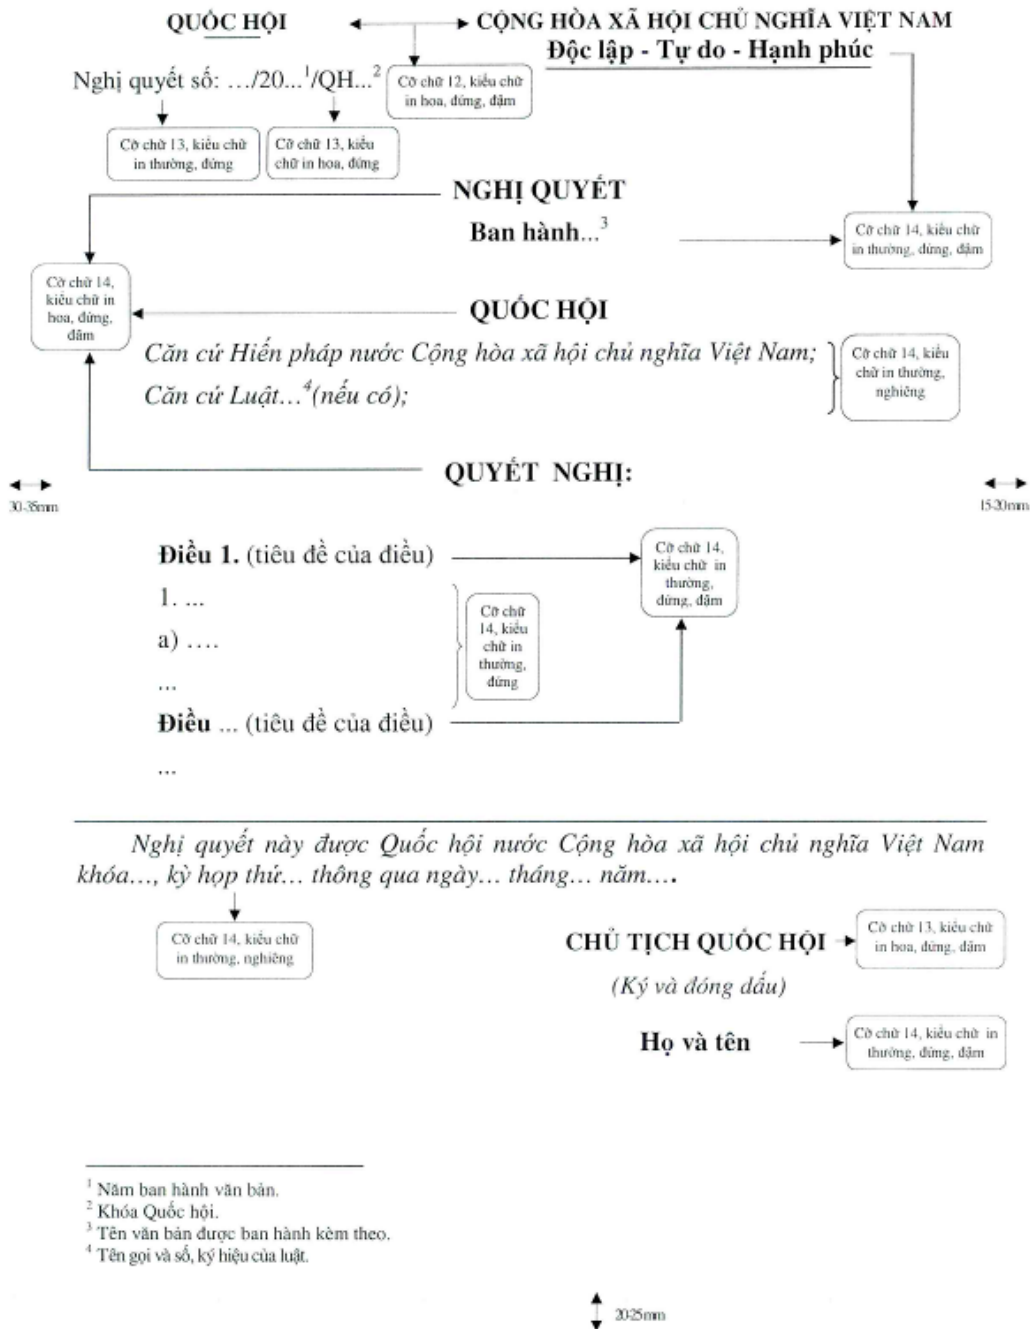 QUỐC HỘI
CỘNG HÒA XÃ HỘI CHỦ NGHĨA VIỆT NAM
Độc lập - Tự do - Hạnh phúc
Nghị quyết số: .../20...¹/QH...²
Cỡ chữ 12, kiểu chữ
in hoa, đứng, đậm
Cỡ chữ 13, kiểu chữ
in thường, đứng
Cỡ chữ 13, kiểu
chữ in hoa, đứng
NGHỊ QUYẾT
Ban hành...³
Cỡ chữ 14, kiểu chữ
in thường, đứng, đậm
Cỡ chữ 14,
kiểu chữ in
hoa, đứng,
đậm
QUỐC HỘI
Căn cứ Hiến pháp nước Cộng hòa xã hội chủ nghĩa Việt Nam;
Căn cứ Luật...⁴(nếu có);
Cỡ chữ 14, kiểu
chữ in thường,
nghiêng
QUYẾT NGHỊ:
30-35mm
15-20mm
Điều 1. (tiêu đề của điều)
Cỡ chữ 14,
kiểu chữ in
thường,
đứng, đậm
1. ...
a) ....
...
Cỡ chữ
14, kiểu
chữ in
thường,
đứng
Điều ... (tiêu đề của điều)
...
Nghị quyết này được Quốc hội nước Cộng hòa xã hội chủ nghĩa Việt Nam
khóa..., kỳ họp thứ... thông qua ngày... tháng... năm....
Cỡ chữ 14, kiểu chữ
in thường, nghiêng
CHỦ TỊCH QUỐC HỘI
Cỡ chữ 13, kiểu chữ
in hoa, đứng, đậm
(Ký và đóng dấu)
Họ và tên
Cỡ chữ 14, kiểu chữ in
thường, đứng, đậm
¹ Năm ban hành văn bản.
² Khóa Quốc hội.
³ Tên văn bản được ban hành kèm theo.
⁴ Tên gọi và số, ký hiệu của luật.
20-25mm